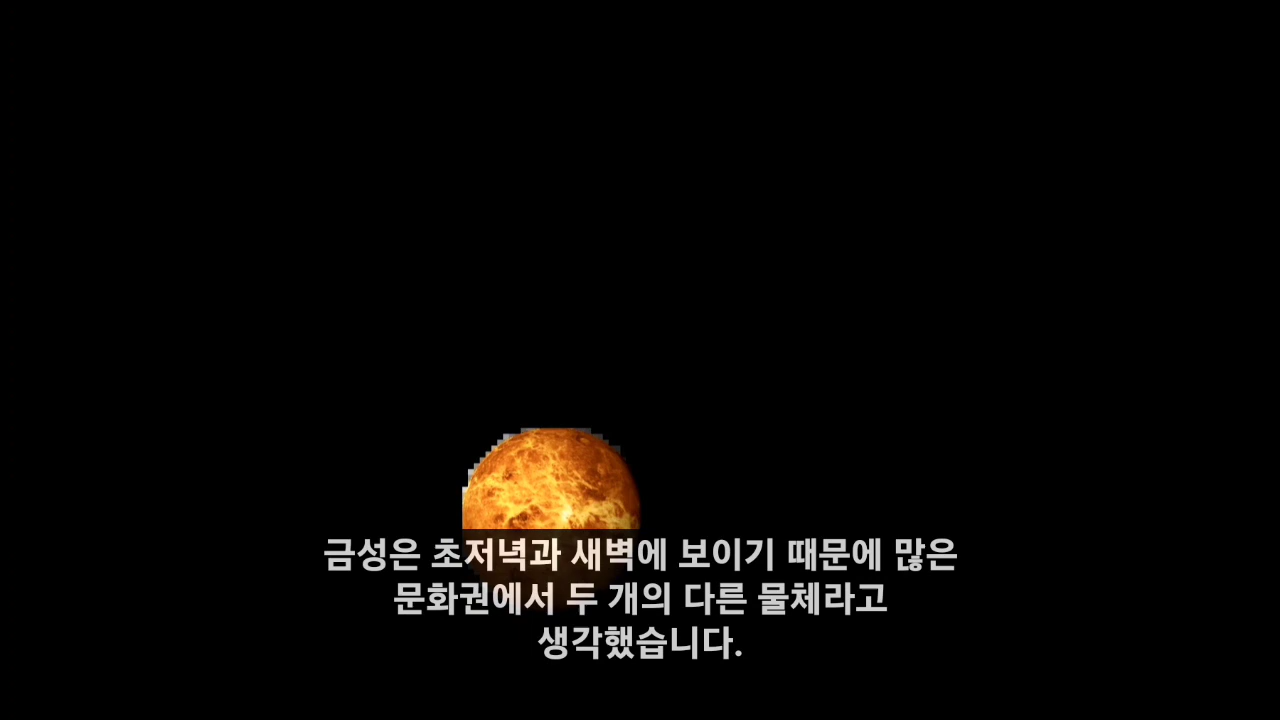 금성은 초저녁과 새벽에 보이기 때문에 많은
문화권에서 두 개의 다른 물체라고
생각했습니다.